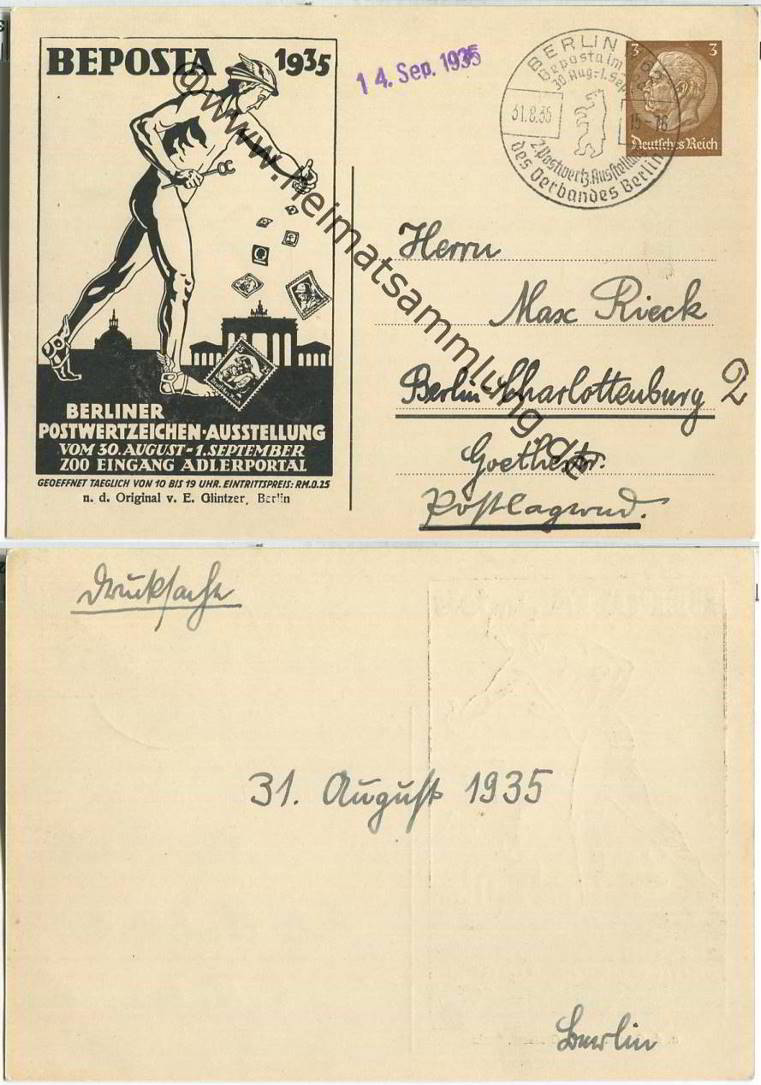 BEPOSTA 1935
BERLINER
POSTWERTZEICHEN-AUSSTELLUNG
VOM 30. AUGUST - 1. SEPTEMBER
ZOO EINGANG ADLERPORTAL
GEOEFFNET TAEGLICH VON 10 BIS 19 UHR. EINTRITTSPREIS: RM.0.25
n. d. Original v. E. Glintzer, Berlin
14. Sep. 1935
BERLIN
Beposta im
30. Aug.-1. Sept.
31.8.35
15-16
2. Postwertz. Ausstellung
des Verbandes Berlin
3 3
Deutsches Reich
Herrn
Max Rieck
Berlin-Charlottenburg 2
Goethestr.
Postlagernd.
©www.heimatsammlung.de
Drucksache
31. August 1935
Berlin